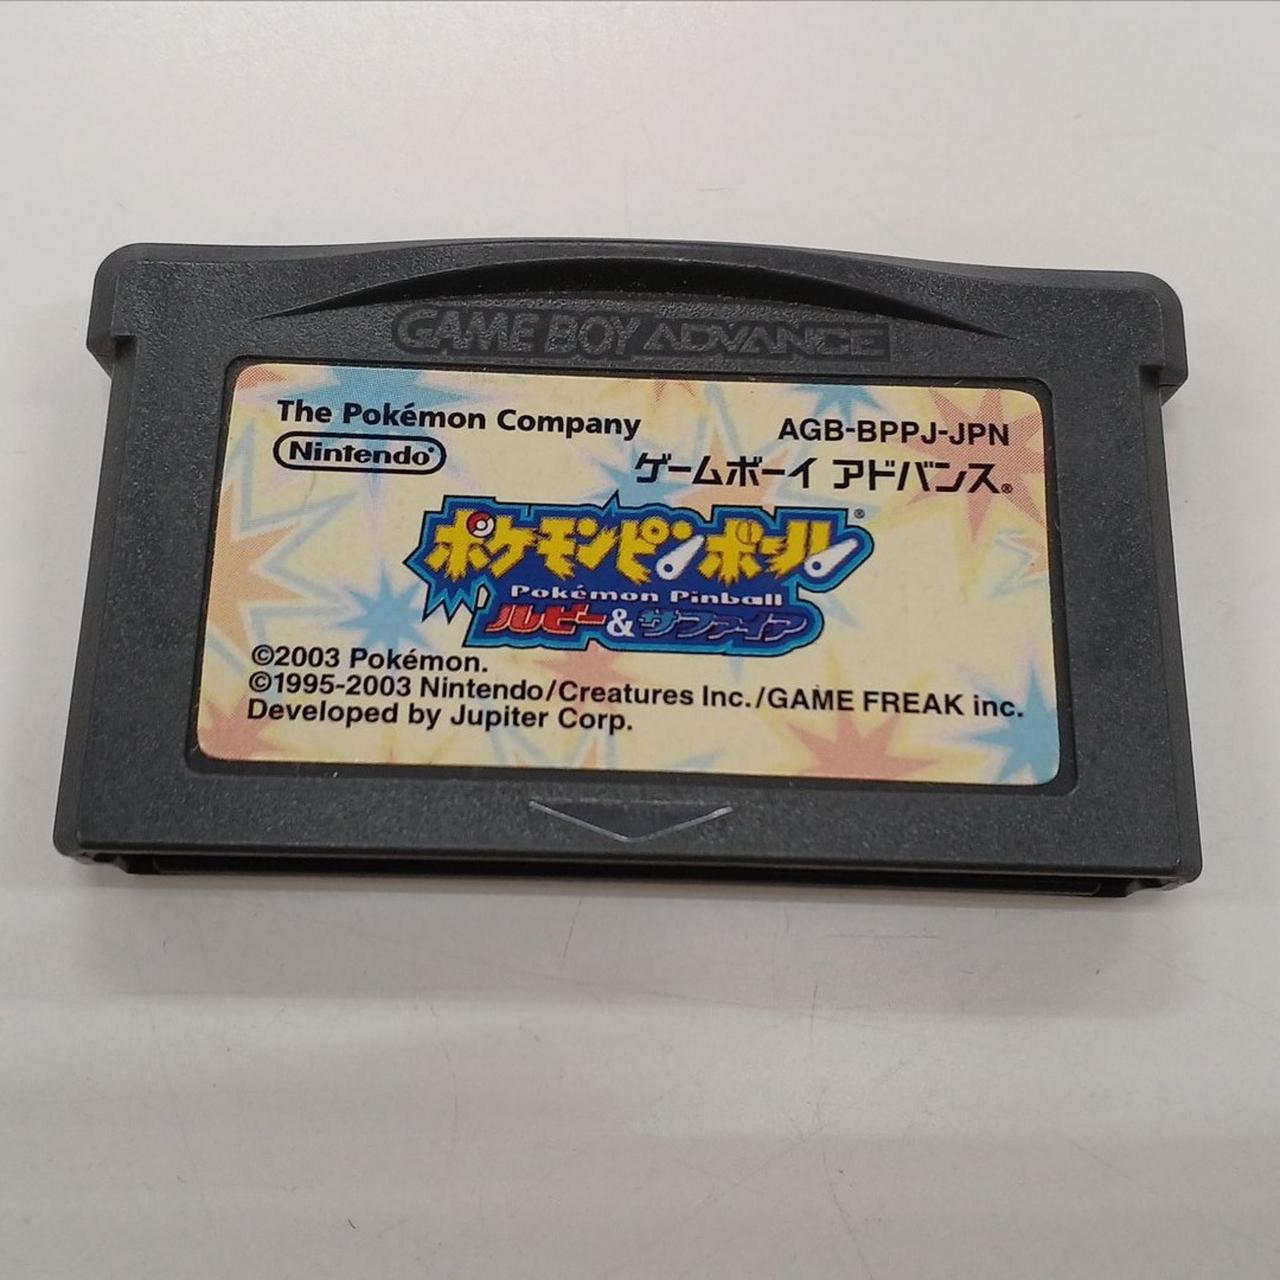 GAME BOY ADVANCE
The Pokémon Company
AGB-BPPJ-JPN
Nintendo®
ゲームボーイ アドバンス®
ポケモンピンボール®
Pokémon Pinball
ルビー&サファイア
©2003 Pokémon.
©1995-2003 Nintendo/Creatures Inc./GAME FREAK inc.
Developed by Jupiter Corp.